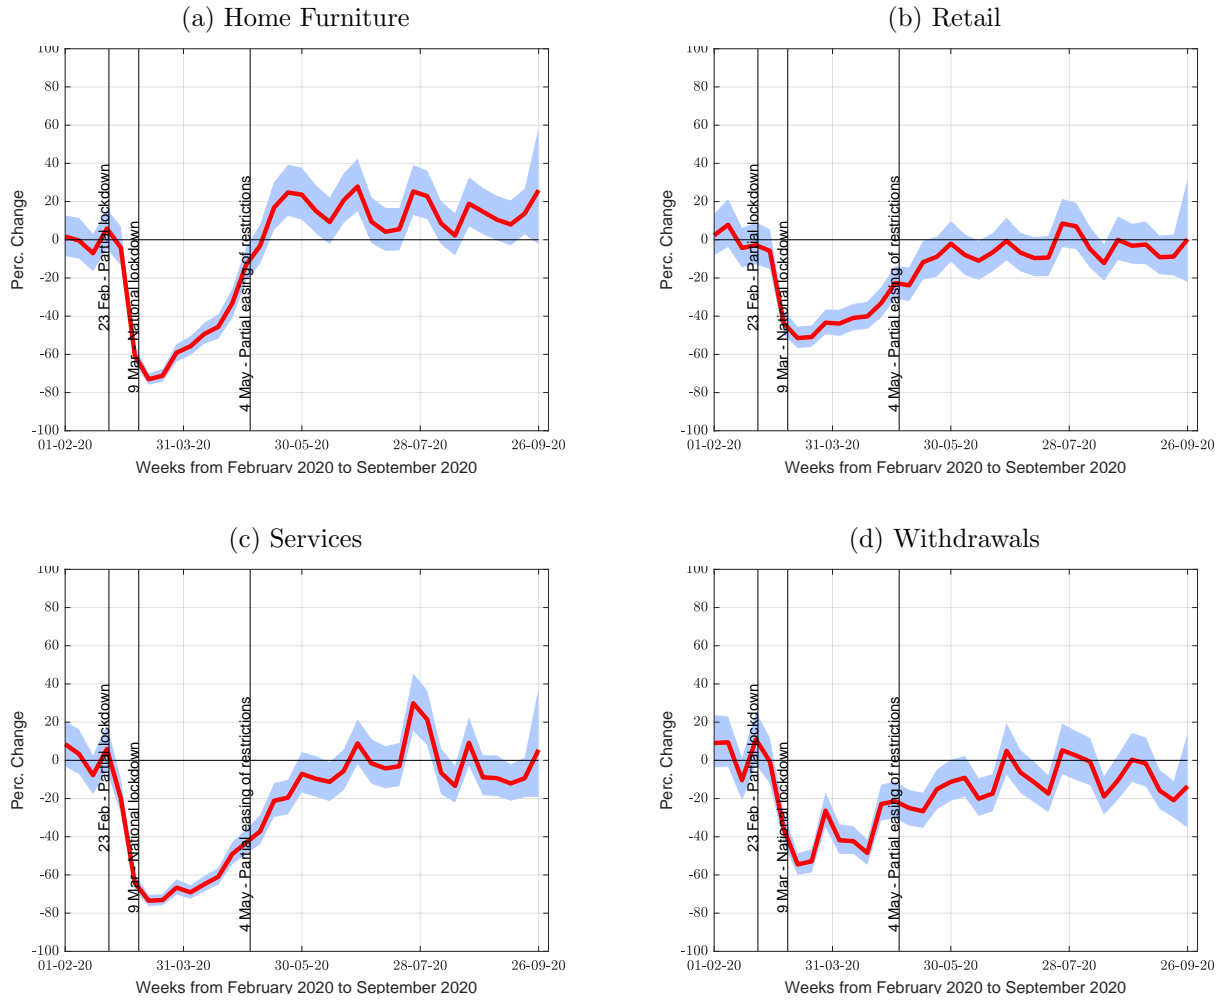 (a) Home Furniture
100
80
60
40
20
0
-20
-40
-60
-80
-100
Perc. Change
23 Feb - Partial lockdown
9 Mar - National lockdown
4 May - Partial easing of restrictions
01-02-20 31-03-20 30-05-20 28-07-20 26-09-20
Weeks from February 2020 to September 2020
(b) Retail
100
80
60
40
20
0
-20
-40
-60
-80
-100
Perc. Change
23 Feb - Partial lockdown
9 Mar - National lockdown
4 May - Partial easing of restrictions
01-02-20 31-03-20 30-05-20 28-07-20 26-09-20
Weeks from February 2020 to September 2020
(c) Services
100
80
60
40
20
0
-20
-40
-60
-80
-100
Perc. Change
23 Feb - Partial lockdown
9 Mar - National lockdown
4 May - Partial easing of restrictions
01-02-20 31-03-20 30-05-20 28-07-20 26-09-20
Weeks from February 2020 to September 2020
(d) Withdrawals
100
80
60
40
20
0
-20
-40
-60
-80
-100
Perc. Change
23 Feb - Partial lockdown
9 Mar - National lockdown
4 May - Partial easing of restrictions
01-02-20 31-03-20 30-05-20 28-07-20 26-09-20
Weeks from February 2020 to September 2020